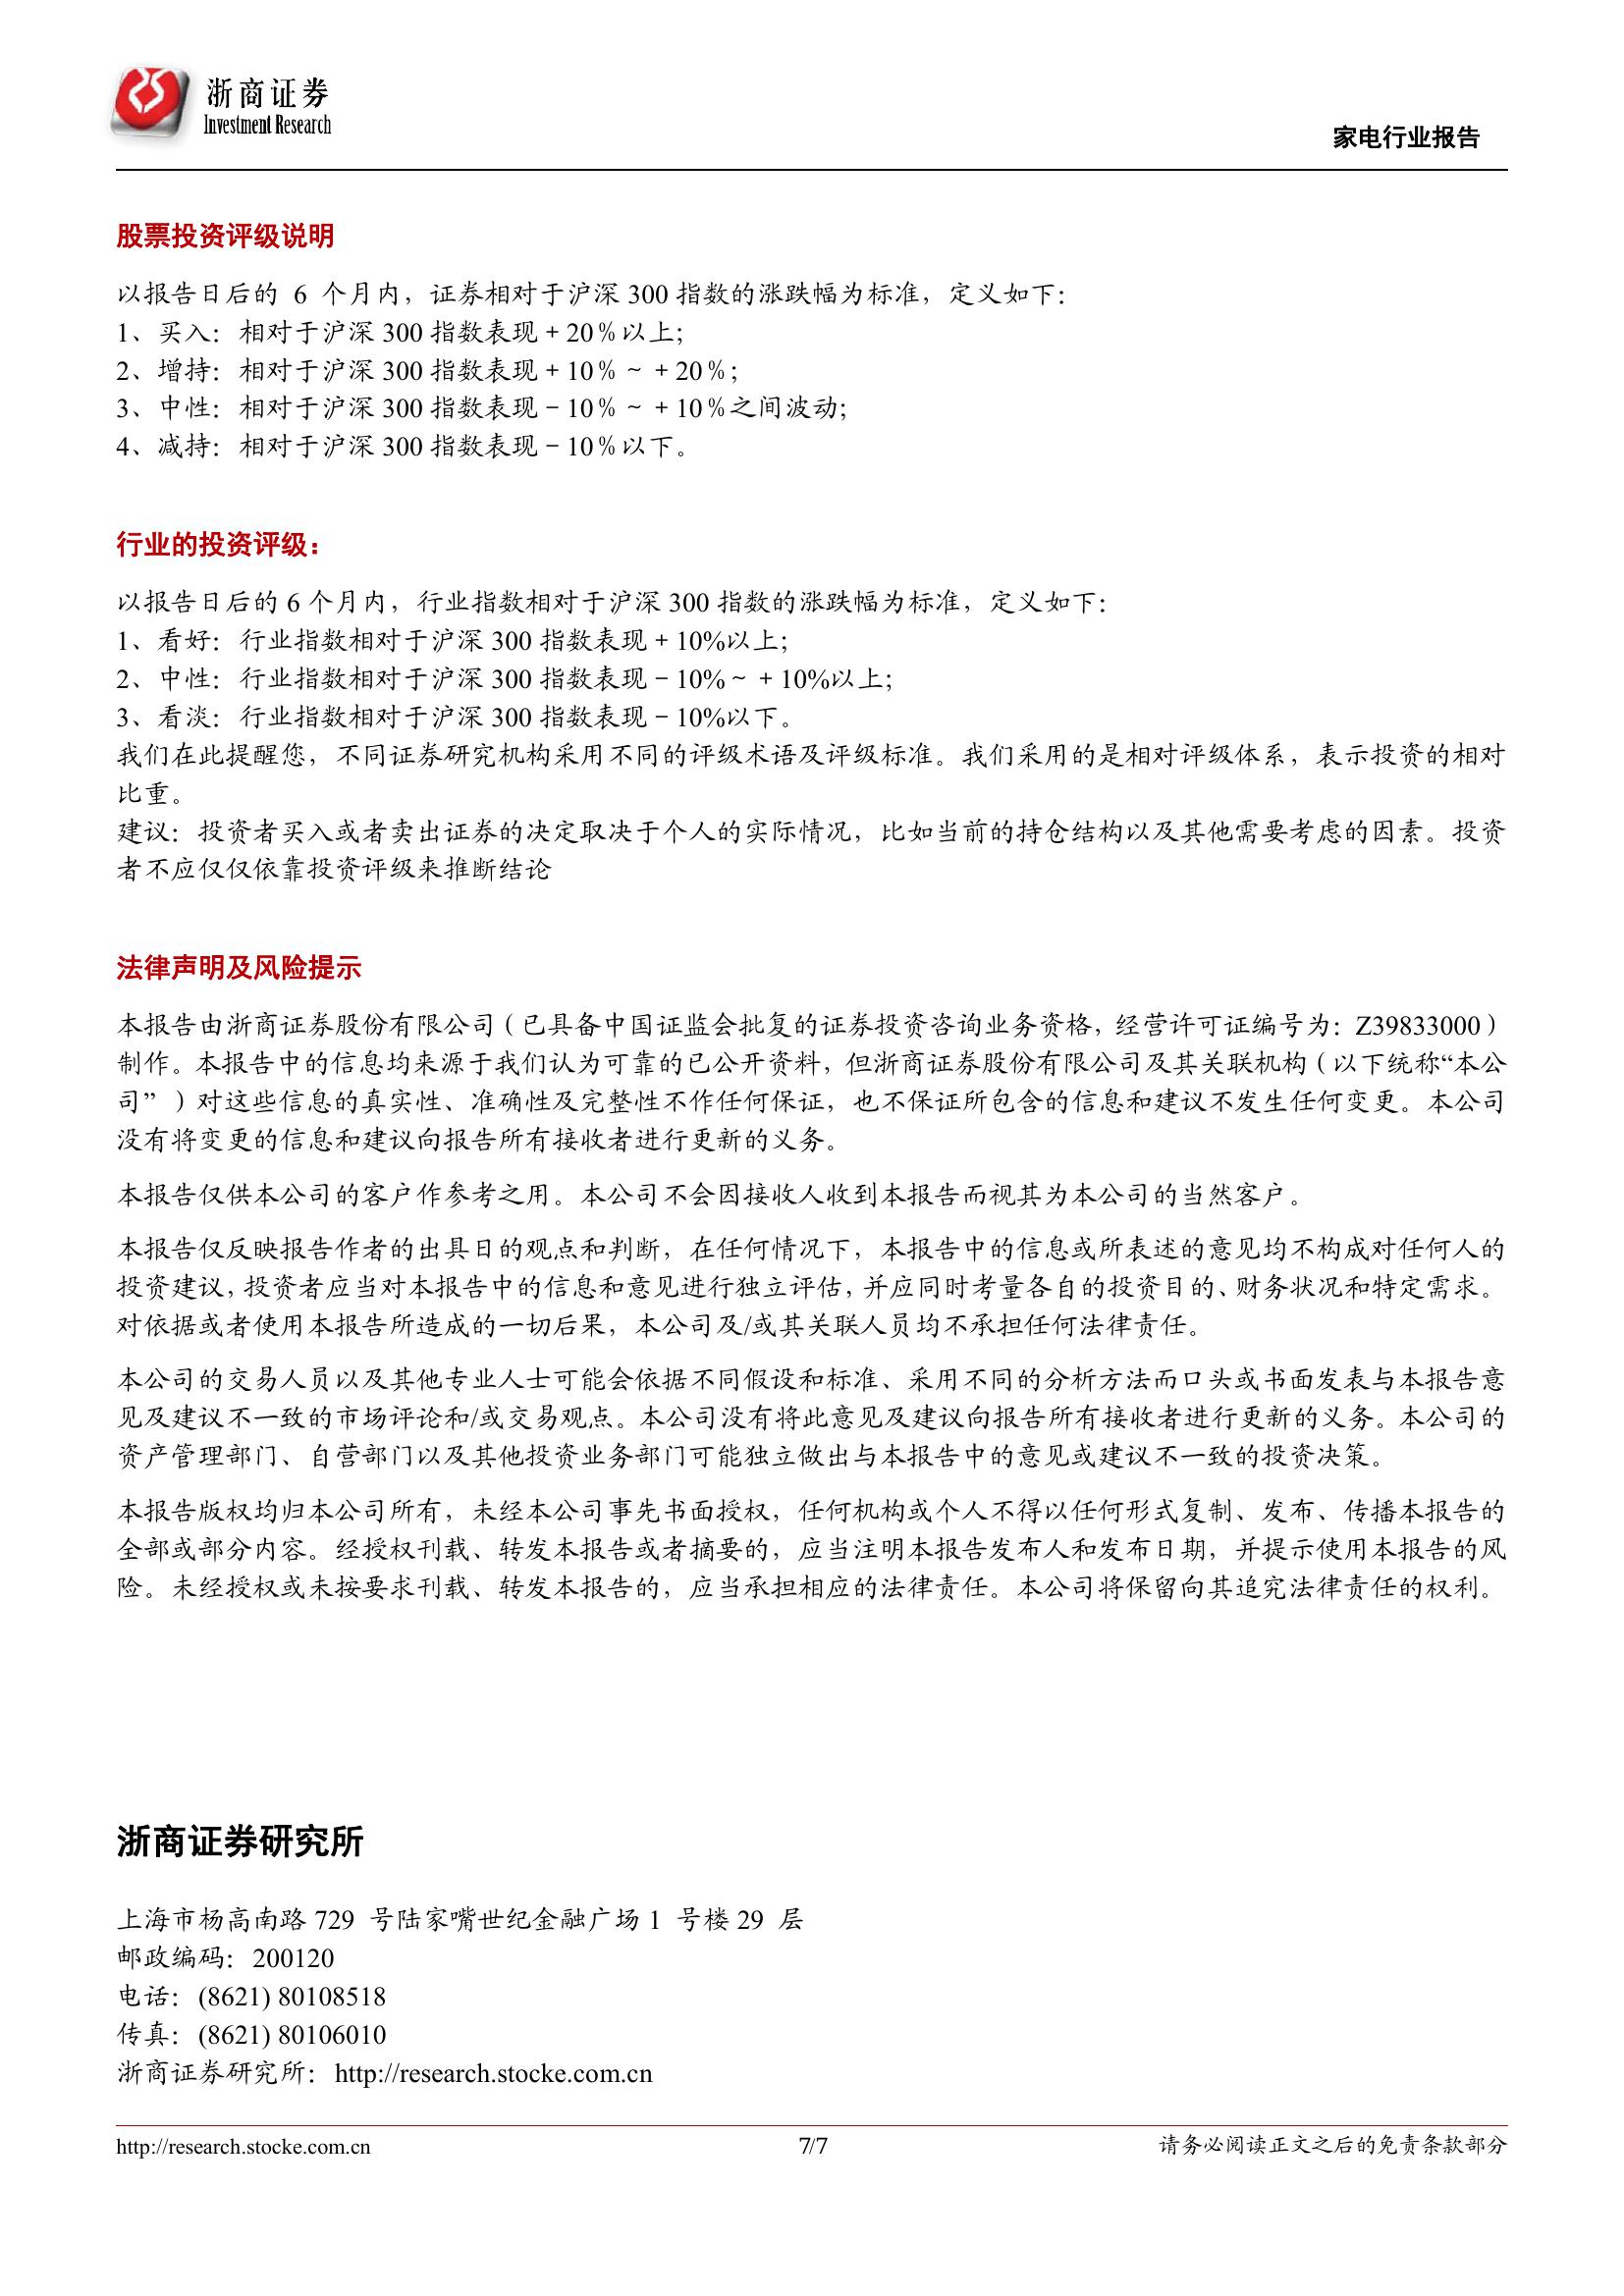 浙商证券
Investment Research
家电行业报告
股票投资评级说明
以报告日后的 6 个月内，证券相对于沪深 300 指数的涨跌幅为标准，定义如下：
1、买入：相对于沪深 300 指数表现＋20％以上；
2、增持：相对于沪深 300 指数表现＋10％～＋20％；
3、中性：相对于沪深 300 指数表现－10％～＋10％之间波动；
4、减持：相对于沪深 300 指数表现－10％以下。
行业的投资评级：
以报告日后的 6 个月内，行业指数相对于沪深 300 指数的涨跌幅为标准，定义如下：
1、看好：行业指数相对于沪深 300 指数表现＋10%以上；
2、中性：行业指数相对于沪深 300 指数表现－10%～＋10%以上；
3、看淡：行业指数相对于沪深 300 指数表现－10%以下。
我们在此提醒您，不同证券研究机构采用不同的评级术语及评级标准。我们采用的是相对评级体系，表示投资的相对
比重。
建议：投资者买入或者卖出证券的决定取决于个人的实际情况，比如当前的持仓结构以及其他需要考虑的因素。投资
者不应仅仅依靠投资评级来推断结论
法律声明及风险提示
本报告由浙商证券股份有限公司（已具备中国证监会批复的证券投资咨询业务资格，经营许可证编号为：Z39833000）
制作。本报告中的信息均来源于我们认为可靠的已公开资料，但浙商证券股份有限公司及其关联机构（以下统称“本公
司”）对这些信息的真实性、准确性及完整性不作任何保证，也不保证所包含的信息和建议不发生任何变更。本公司
没有将变更的信息和建议向报告所有接收者进行更新的义务。
本报告仅供本公司的客户作参考之用。本公司不会因接收人收到本报告而视其为本公司的当然客户。
本报告仅反映报告作者的出具日的观点和判断，在任何情况下，本报告中的信息或所表述的意见均不构成对任何人的
投资建议，投资者应当对本报告中的信息和意见进行独立评估，并应同时考量各自的投资目的、财务状况和特定需求。
对依据或者使用本报告所造成的一切后果，本公司及/或其关联人员均不承担任何法律责任。
本公司的交易人员以及其他专业人士可能会依据不同假设和标准、采用不同的分析方法而口头或书面发表与本报告意
见及建议不一致的市场评论和/或交易观点。本公司没有将此意见及建议向报告所有接收者进行更新的义务。本公司的
资产管理部门、自营部门以及其他投资业务部门可能独立做出与本报告中的意见或建议不一致的投资决策。
本报告版权均归本公司所有，未经本公司事先书面授权，任何机构或个人不得以任何形式复制、发布、传播本报告的
全部或部分内容。经授权刊载、转发本报告或者摘要的，应当注明本报告发布人和发布日期，并提示使用本报告的风
险。未经授权或未按要求刊载、转发本报告的，应当承担相应的法律责任。本公司将保留向其追究法律责任的权利。
浙商证券研究所
上海市杨高南路 729 号陆家嘴世纪金融广场 1 号楼 29 层
邮政编码：200120
电话：(8621) 80108518
传真：(8621) 80106010
浙商证券研究所：http://research.stocke.com.cn
http://research.stocke.com.cn
7/7
请务必阅读正文之后的免责条款部分